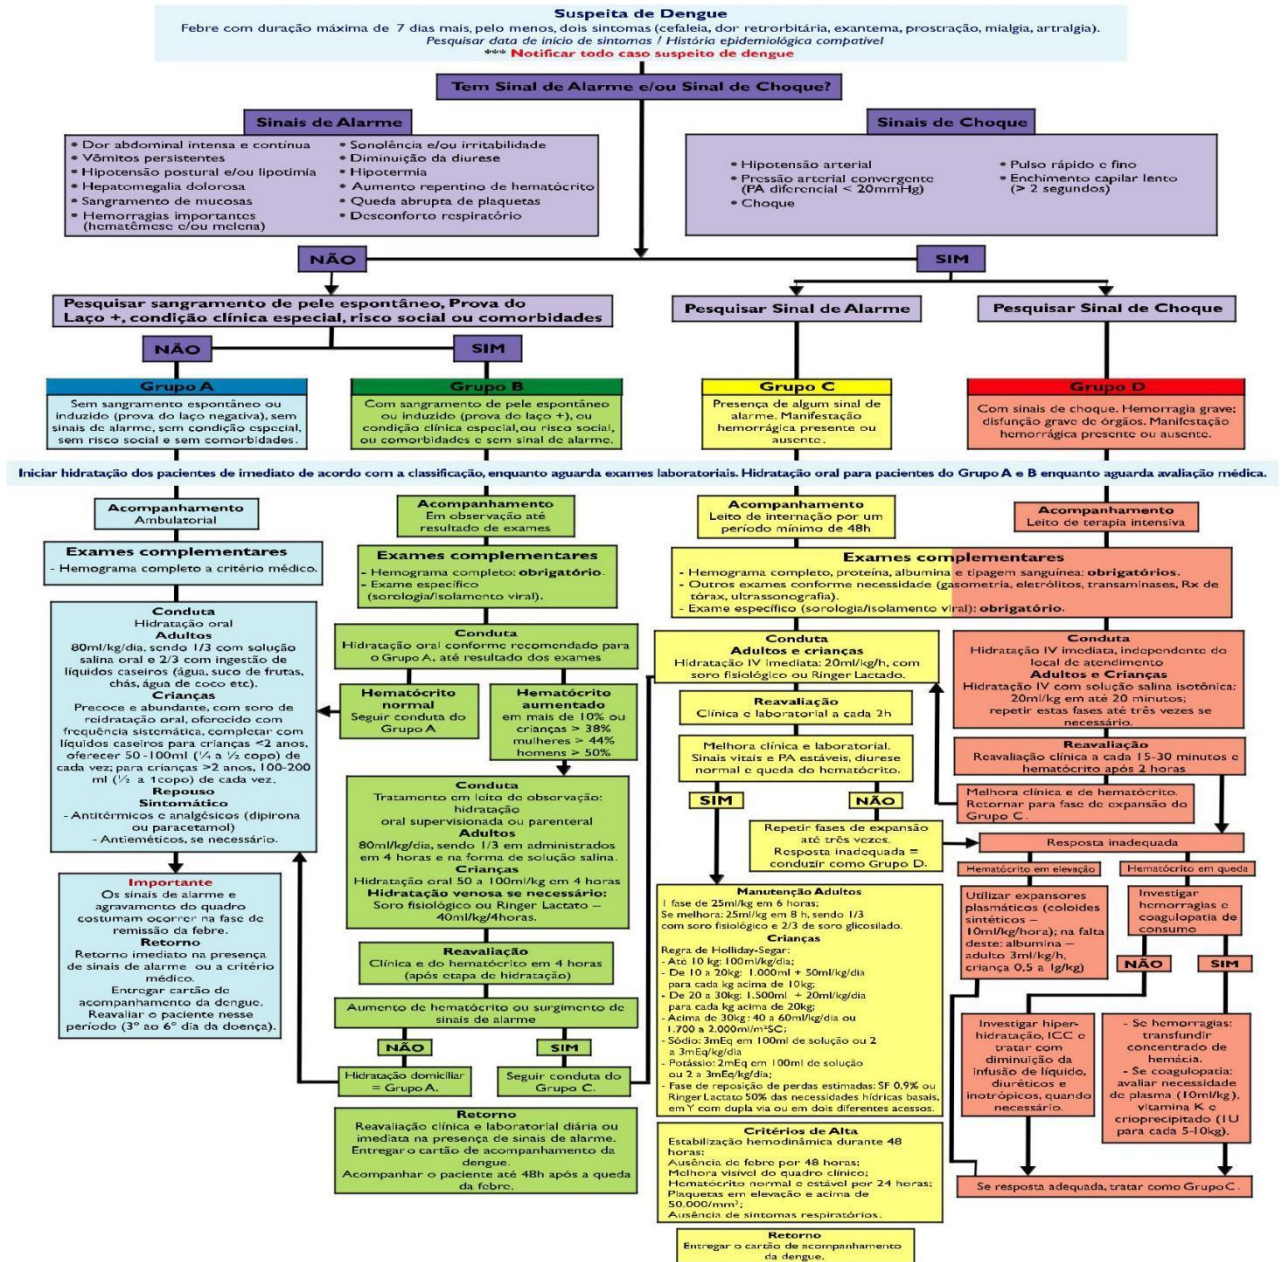 Suspeita de Dengue
Febre com duração máxima de 7 dias mais, pelo menos, dois sintomas (cefaleia, dor retrorbitária, exantema, prostração, mialgia, artralgia).
Pesquisar data de início de sintomas / História epidemiológica compatível
*** Notificar todo caso suspeito de dengue
Tem Sinal de Alarme e/ou Sinal de Choque?
Sinais de Alarme
• Dor abdominal intensa e contínua
• Vômitos persistentes
• Hipotensão postural e/ou lipotimia
• Hepatomegalia dolorosa
• Sangramento de mucosas
• Hemorragias importantes
(hematêmese e/ou melena)
• Sonolência e/ou irritabilidade
• Diminuição da diurese
• Hipotermia
• Aumento repentino de hematócrito
• Queda abrupta de plaquetas
• Desconforto respiratório
Sinais de Choque
• Hipotensão arterial
• Pressão arterial convergente
(PA diferencial < 20mmHg)
• Choque
• Pulso rápido e fino
• Enchimento capilar lento
(> 2 segundos)
NÃO
SIM
Pesquisar sangramento de pele espontâneo, Prova do
Laço +, condição clínica especial, risco social ou comorbidades
Pesquisar Sinal de Alarme
Pesquisar Sinal de Choque
NÃO
SIM
Grupo A
Sem sangramento espontâneo ou
induzido (prova do laço negativa), sem
sinais de alarme, sem condição especial,
sem risco social e sem comorbidades.
Grupo B
Com sangramento de pele espontâneo
ou induzido (prova do laço +), ou
condição clínica especial, ou risco social,
ou comorbidades e sem sinal de alarme.
Grupo C
Presença de algum sinal de
alarme. Manifestação
hemorrágica presente ou
ausente.
Grupo D
Com sinais de choque. Hemorragia grave;
disfunção grave de órgãos. Manifestação
hemorrágica presente ou ausente.
Iniciar hidratação dos pacientes de imediato de acordo com a classificação, enquanto aguarda exames laboratoriais. Hidratação oral para pacientes do Grupo A e B enquanto aguarda avaliação médica.
Acompanhamento
Ambulatorial
Exames complementares
- Hemograma completo a critério médico.
Conduta
Hidratação oral
Adultos
80ml/kg/dia, sendo 1/3 com solução
salina oral e 2/3 com ingestão de
líquidos caseiros (água, suco de frutas,
chás, água de coco etc).
Crianças
Precoce e abundante, com soro de
reidratação oral, oferecido com
frequência sistemática, completar com
líquidos caseiros para crianças <2 anos,
oferecer 50 -100ml (¼ a ½ copo) de
cada vez; para crianças >2 anos, 100-200
ml (½ a 1copo) de cada vez.
Repouso
Sintomático
- Antitérmicos e analgésicos (dipirona
ou paracetamol)
- Antieméticos, se necessário.
Importante
Os sinais de alarme e
agravamento do quadro
costumam ocorrer na fase de
remissão da febre.
Retorno
Retorno imediato na presença
de sinais de alarme ou a critério
médico.
Entregar cartão de
acompanhamento da dengue.
Reavaliar o paciente nesse
período (3º ao 6º dia da doença).
Acompanhamento
Em observação até
resultado de exames
Exames complementares
- Hemograma completo: obrigatório.
- Exame específico
(sorologia/isolamento viral).
Conduta
Hidratação oral conforme recomendado para
o Grupo A, até resultado dos exames
Hematócrito
normal
Seguir conduta do
Grupo A
Hematócrito
aumentado
em mais de 10% ou
crianças > 38%
mulheres > 44%
homens > 50%
Conduta
Tratamento em leito de observação:
hidratação
oral supervisionada ou parenteral
Adultos
80ml/kg/dia, sendo 1/3 em administrados
em 4 horas e na forma de solução salina.
Crianças
Hidratação oral 50 a 100ml/kg em 4 horas
Hidratação venosa se necessário:
Soro fisiológico ou Ringer Lactato –
40ml/kg/4horas.
Reavaliação
Clínica e do hematócrito em 4 horas
(após etapa de hidratação)
Aumento de hematócrito ou surgimento de
sinais de alarme
NÃO
SIM
Hidratação domiciliar
= Grupo A.
Seguir conduta do
Grupo C.
Retorno
Reavaliação clínica e laboratorial diária ou
imediata na presença de sinais de alarme.
Entregar o cartão de acompanhamento da
dengue.
Acompanhar o paciente até 48h após a queda
da febre.
Acompanhamento
Leito de internação por um
período mínimo de 48h
Acompanhamento
Leito de terapia intensiva
Exames complementares
- Hemograma completo, proteína, albumina e tipagem sanguínea: obrigatórios.
- Outros exames conforme necessidade (gasometria, eletrólitos, transaminases, Rx de
tórax, ultrassonografia).
- Exame específico (sorologia/isolamento viral): obrigatório.
Conduta
Adultos e crianças
Hidratação IV imediata: 20ml/kg/h, com
soro fisiológico ou Ringer Lactado.
Reavaliação
Clínica e laboratorial a cada 2h
Melhora clínica e laboratorial.
Sinais vitais e PA estáveis, diurese
normal e queda do hematócrito.
SIM
NÃO
Repetir fases de expansão
até três vezes.
Resposta inadequada =
conduzir como Grupo D.
Manutenção Adultos
1 fase de 25ml/kg em 6 horas;
Se melhora: 25ml/kg em 8 h, sendo 1/3
com soro fisiológico e 2/3 de soro glicosilado.
Crianças
Regra de Holliday-Segar:
- Até 10 kg: 100ml/kg/dia;
- De 10 a 20kg: 1.000ml + 50ml/kg/dia
para cada kg acima de 10kg;
- De 20 a 30kg: 1.500ml + 20ml/kg/dia
para cada kg acima de 20kg;
- Acima de 30kg: 40 a 60ml/kg/dia ou
1.700 a 2.000ml/m²SC;
- Sódio: 3mEq em 100ml de solução ou 2
a 3mEq/kg/dia
- Potássio: 2mEq em 100ml de solução
ou 2 a 3mEq/kg/dia;
- Fase de reposição de perdas estimadas: SF 0,9% ou
Ringer Lactato 50% das necessidades hídricas basais,
em Y com dupla via ou em dois diferentes acessos.
Critérios de Alta
Estabilização hemodinâmica durante 48
horas;
Ausência de febre por 48 horas;
Melhora visível do quadro clínico;
Hematócrito normal e estável por 24 horas;
Plaquetas em elevação e acima de
50.000/mm³;
Ausência de sintomas respiratórios.
Retorno
Entregar o cartão de acompanhamento
da dengue.
Conduta
Hidratação IV imediata, independente do
local de atendimento
Adultos e Crianças
Hidratação IV com solução salina isotônica:
20ml/kg em até 20 minutos;
repetir estas fases até três vezes se
necessário.
Reavaliação
Reavaliação clínica a cada 15-30 minutos e
hematócrito após 2 horas
Melhora clínica e de hematócrito.
Retornar para fase de expansão do
Grupo C.
Resposta inadequada
Hematócrito em elevação
Hematócrito em queda
Utilizar expansores
plasmáticos (coloides
sintéticos –
10ml/kg/hora); na falta
deste: albumina –
adulto 3ml/kg/h,
criança 0,5 a 1g/kg)
Investigar
hemorragias e
coagulopatia de
consumo
NÃO
SIM
Investigar hiper-
hidratação, ICC e
tratar com
diminuição da
infusão de líquido,
diuréticos e
inotrópicos, quando
necessário.
- Se hemorragias:
transfundir
concentrado de
hemácia.
- Se coagulopatia:
avaliar necessidade
de plasma (10ml/kg),
vitamina K e
crioprecipitado (1U
para cada 5-10kg).
Se resposta adequada, tratar como Grupo C.